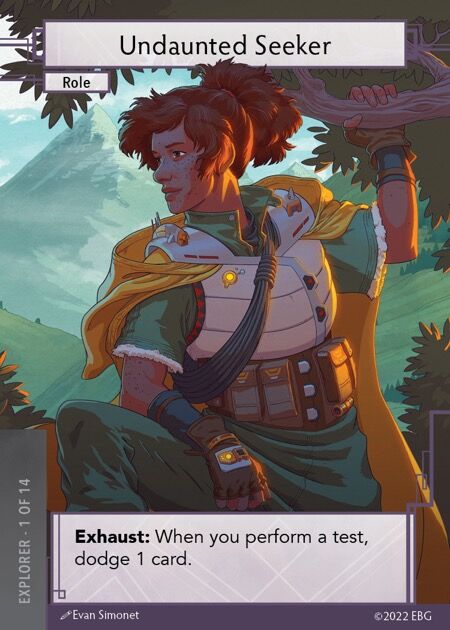 Undaunted Seeker
Role
Exhaust: When you perform a test,
dodge 1 card.
EXPLORER - 1 OF 14
Evan Simonet
©2022 EBG